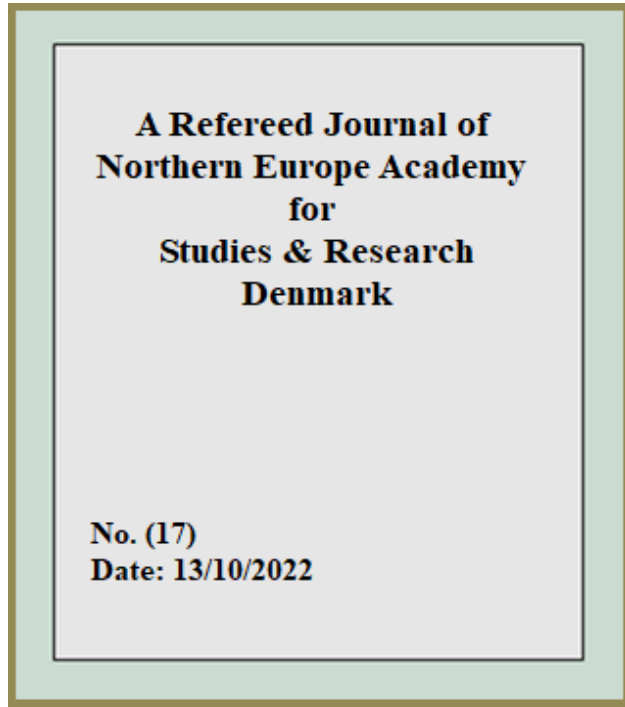 A Refereed Journal of
Northern Europe Academy
for
Studies & Research
Denmark
No. (17)
Date: 13/10/2022